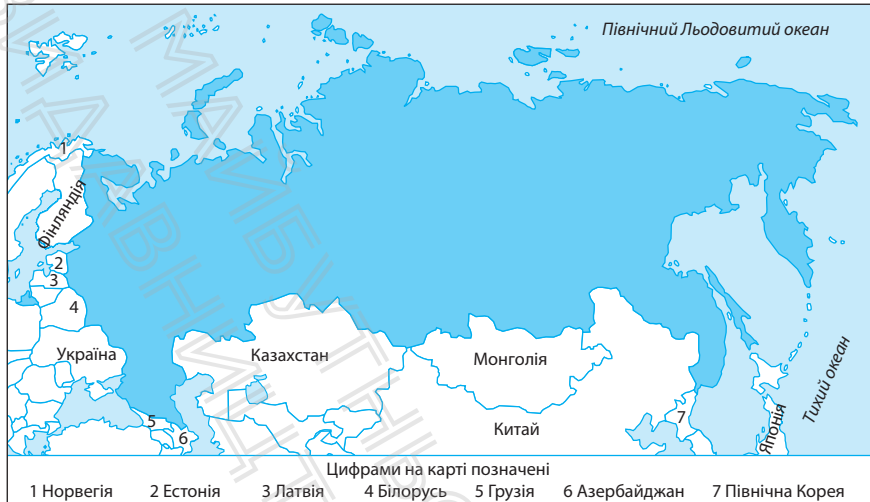 Північний Льодовитий океан
1
Фінляндія
2
3
4
Україна
Казахстан
Монголія
Китай
5
6
7
Японія
Тихий океан
Цифрами на карті позначені
1 Норвегія 2 Естонія 3 Латвія 4 Білорусь 5 Грузія 6 Азербайджан 7 Північна Корея